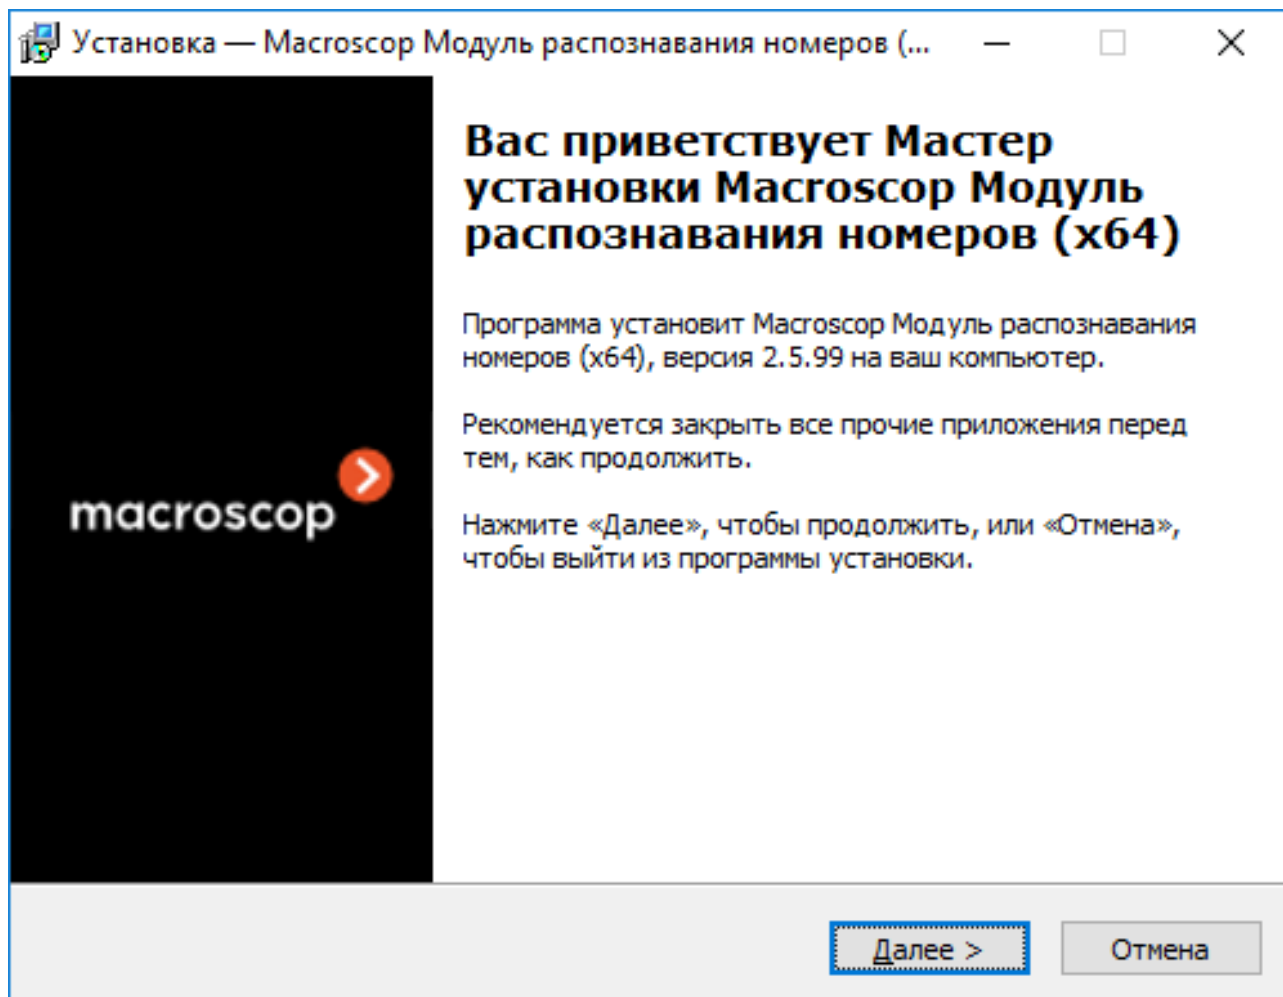 Установка — Macroscop Модуль распознавания номеров (...
Вас приветствует Мастер
установки Macroscop Модуль
распознавания номеров (x64)
Программа установит Macroscop Модуль распознавания
номеров (x64), версия 2.5.99 на ваш компьютер.
Рекомендуется закрыть все прочие приложения перед
тем, как продолжить.
Нажмите «Далее», чтобы продолжить, или «Отмена»,
чтобы выйти из программы установки.
macroscop
Далее >
Отмена